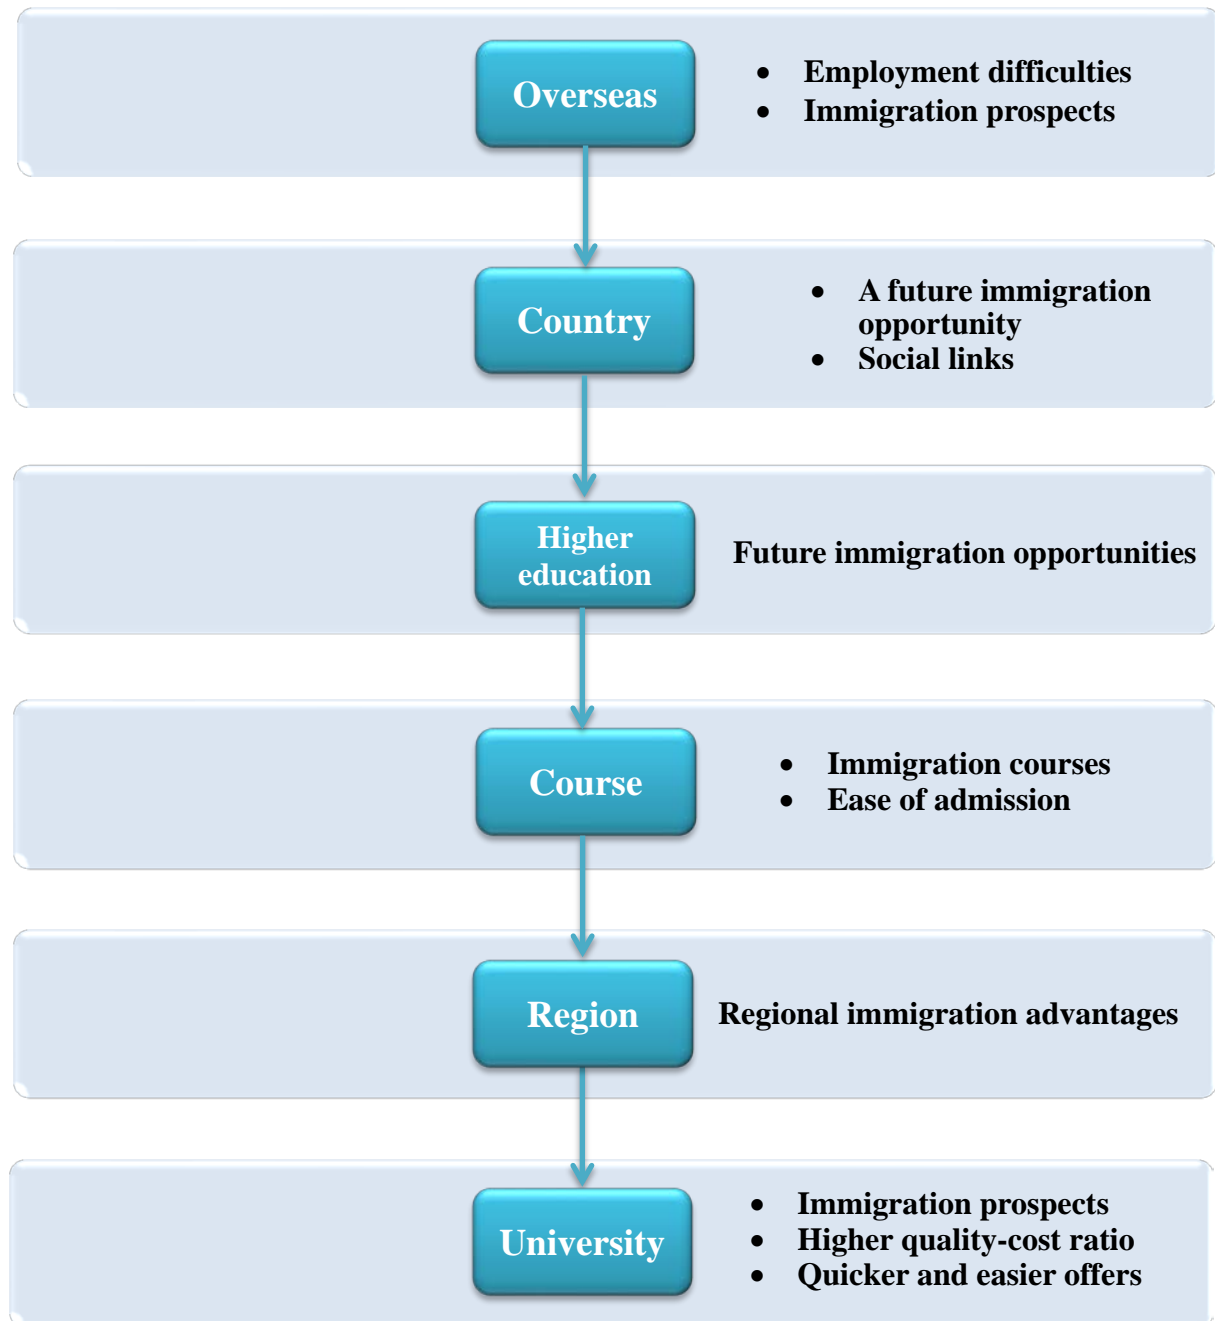 Overseas
• Employment difficulties
• Immigration prospects
Country
• A future immigration
opportunity
• Social links
Higher
education
Future immigration opportunities
Course
• Immigration courses
• Ease of admission
Region
Regional immigration advantages
University
• Immigration prospects
• Higher quality-cost ratio
• Quicker and easier offers